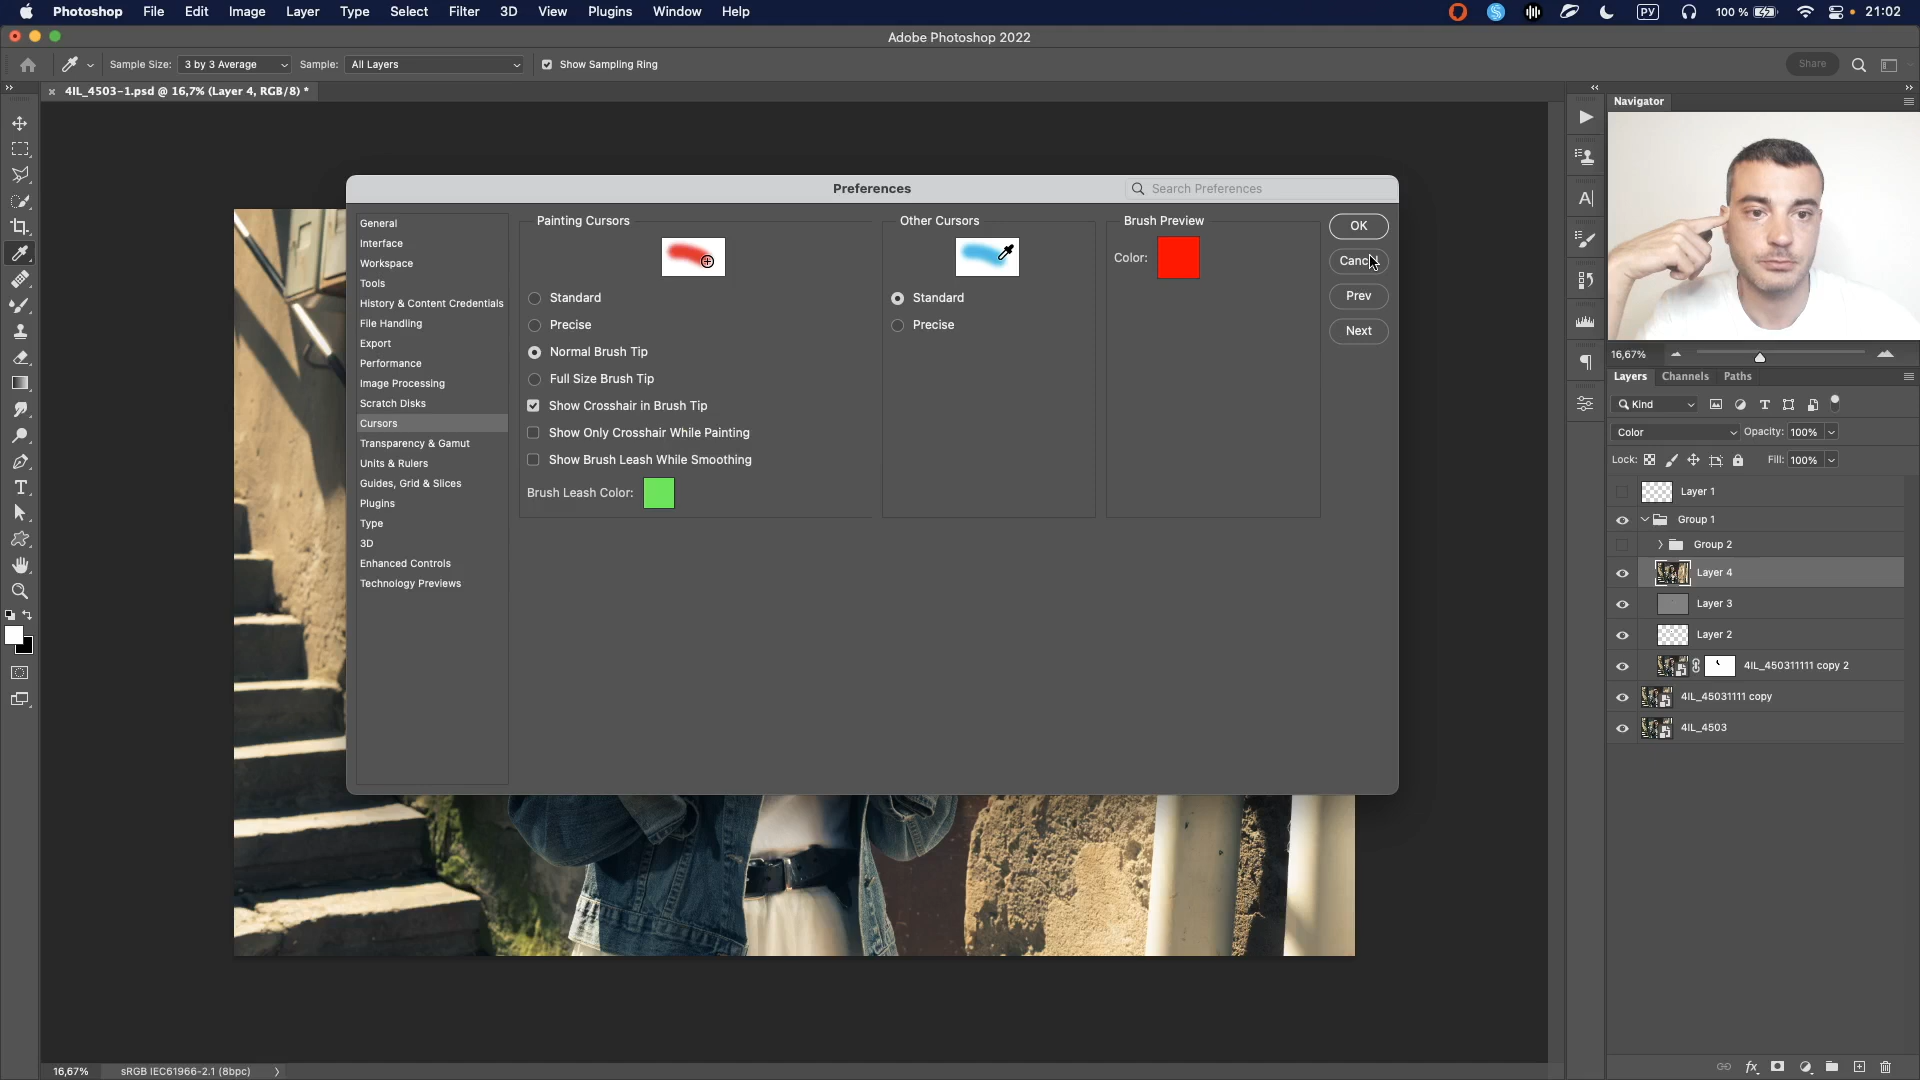 Photoshop File Edit Image Layer Type Select Filter 3D View Plugins Window Help РУ 100 % 21:02
Adobe Photoshop 2022
Sample Size: 3 by 3 Average Sample: All Layers Show Sampling Ring Share
4IL_4503-1.psd @ 16,7% (Layer 4, RGB/8) *
Navigator
Preferences
Search Preferences
General
Interface
Workspace
Tools
History & Content Credentials
File Handling
Export
Performance
Image Processing
Scratch Disks
Cursors
Transparency & Gamut
Units & Rulers
Guides, Grid & Slices
Plugins
Type
3D
Enhanced Controls
Technology Previews
Painting Cursors
Standard
Precise
Normal Brush Tip
Full Size Brush Tip
Show Crosshair in Brush Tip
Show Only Crosshair While Painting
Show Brush Leash While Smoothing
Brush Leash Color:
Other Cursors
Standard
Precise
Brush Preview
Color:
OK
Cancel
Prev
Next
16,67%
Layers Channels Paths
Kind
Color Opacity: 100%
Lock: Fill: 100%
Layer 1
Group 1
Group 2
Layer 4
Layer 3
Layer 2
4IL_450311111 copy 2
4IL_45031111 copy
4IL_4503
16,67% sRGB IEC61966-2.1 (8bpc)